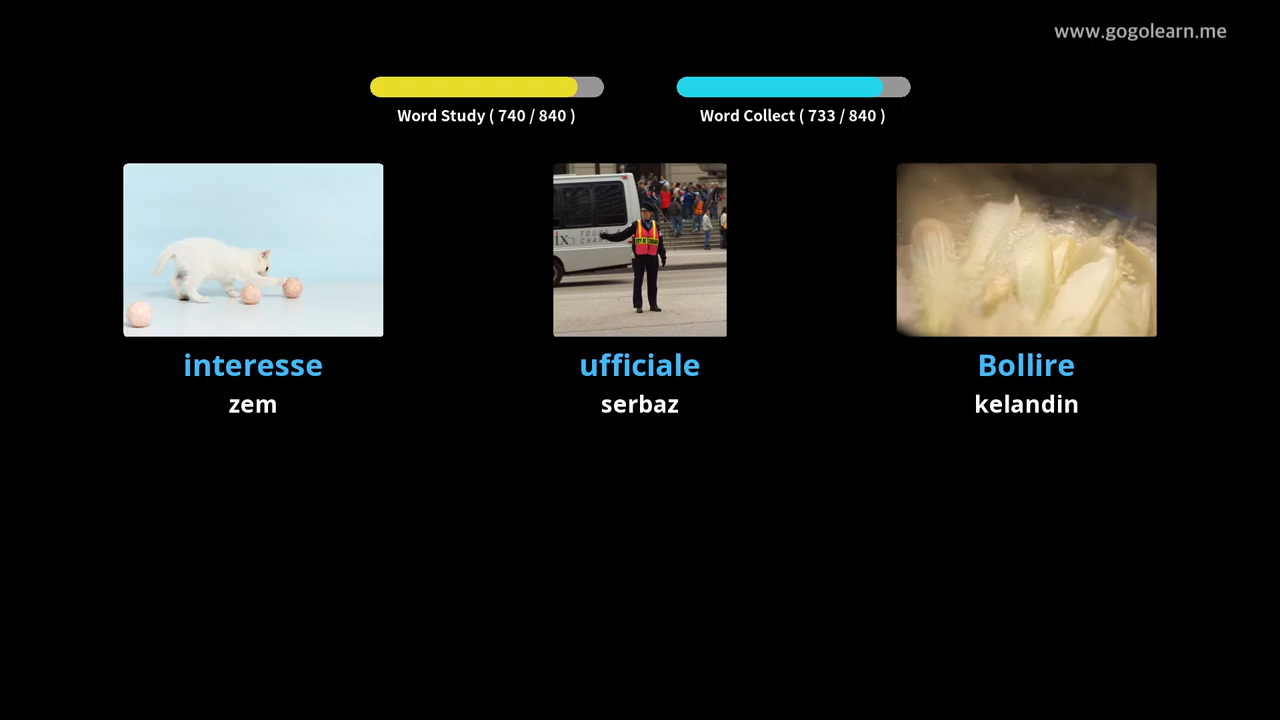 www.gogolearn.me
Word Study ( 740 / 840 )
Word Collect ( 733 / 840 )
interesse
ufficiale
Bollire
zem
serbaz
kelandin